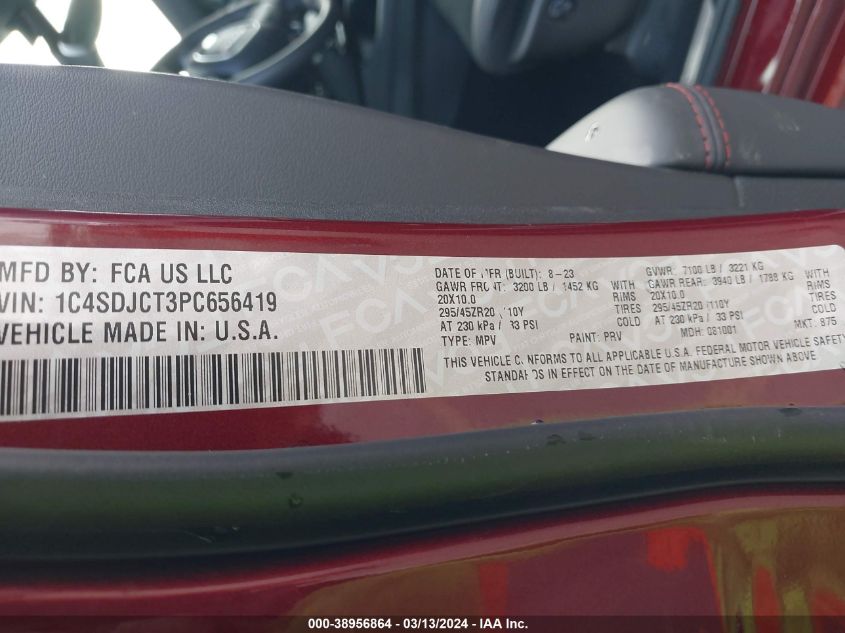 MFD BY: FCA US LLC
VIN: 1C4SDJCT3PC656419
VEHICLE MADE IN: U.S.A.
DATE OF MFR (BUILT): 8-23 GVWR: 7100 LB / 3221 KG
GAWR FRONT: 3200 LB / 1452 KG GAWR REAR: 3940 LB / 1788 KG
20X10.0 RIMS 20X10.0 RIMS
295/45ZR20 110Y TIRES 295/45ZR20 110Y TIRES
AT 230 kPa / 33 PSI COLD AT 230 kPa / 33 PSI COLD
TYPE: MPV PAINT: PRV MDH: 081001 MKT: 875
THIS VEHICLE CONFORMS TO ALL APPLICABLE U.S.A. FEDERAL MOTOR VEHICLE SAFETY
STANDARDS IN EFFECT ON THE DATE OF MANUFACTURE SHOWN ABOVE
000-38956864 - 03/13/2024 - IAA Inc.